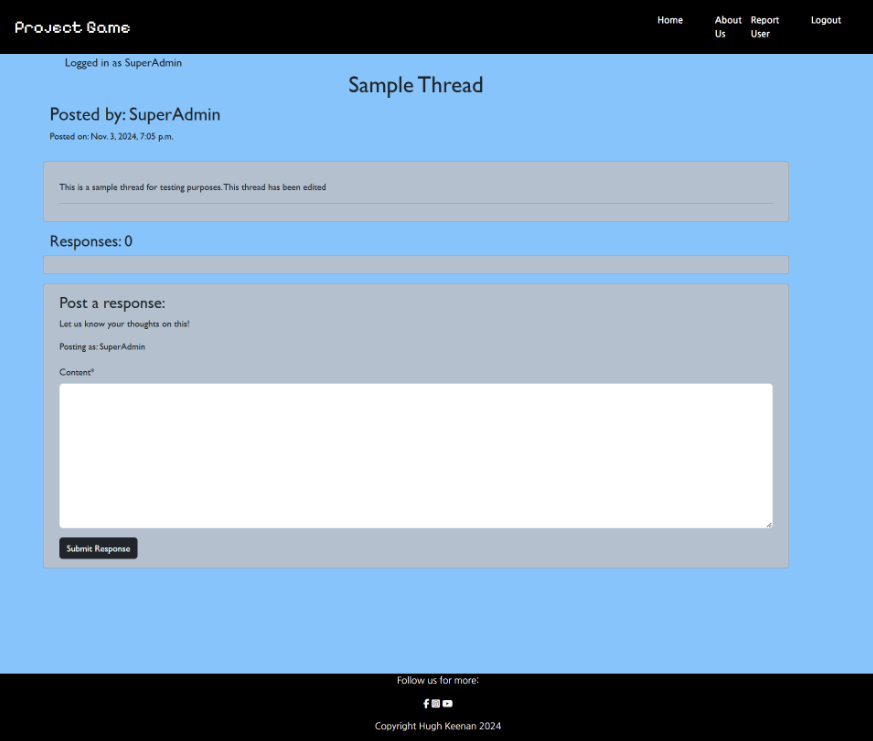 Project Game
Home
About Us
Report User
Logout
Logged in as SuperAdmin
Sample Thread
Posted by: SuperAdmin
Posted on: Nov. 3, 2024, 7:05 p.m.
This is a sample thread for testing purposes. This thread has been edited
Responses: 0
Post a response:
Let us know your thoughts on this!
Posting as: SuperAdmin
Content*
Submit Response
Follow us for more:
Copyright Hugh Keenan 2024